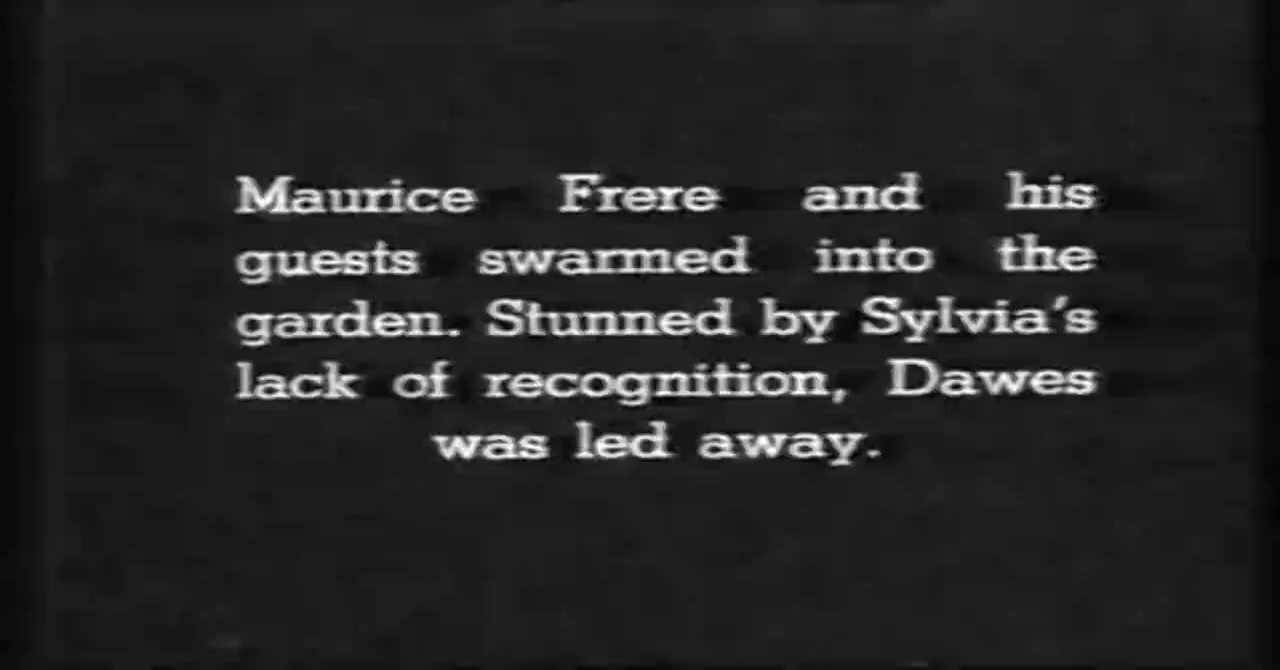 Maurice Frere and his
guests swarmed into the
garden. Stunned by Sylvia's
lack of recognition, Dawes
was led away.